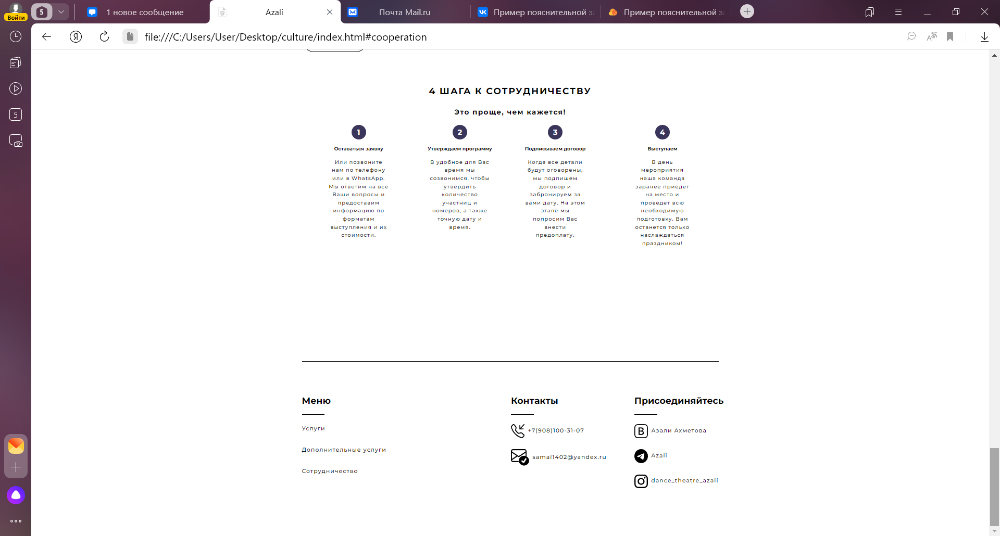 Войти
5
1 новое сообщение
Azali
Почта Mail.ru
Пример пояснительной
Пример пояснительной
file:///C:/Users/User/Desktop/culture/index.html#cooperation
5
4 ШАГА К СОТРУДНИЧЕСТВУ
Это проще, чем кажется!
1
Оставаться заявку
Или позвоните
нам по телефону
или в WhatsApp.
Мы ответим на все
Ваши вопросы и
предоставим
информацию по
форматам
выступления и их
стоимости.
2
Утверждаем программу
В удобное для Вас
время мы
созвонимся, чтобы
утвердить
количество
участниц и
номеров, а также
точную дату и
время.
3
Подписываем договор
Когда все детали
будут оговорены,
мы подпишем
договор и
забронируем за
вами дату. На этом
этапе мы
попросим Вас
внести
предоплату.
4
Выступаем
В день
мероприятия
наша команда
заранее приедет
на место и
проведет всю
необходимую
подготовку. Вам
останется только
наслаждаться
праздником!
Меню
Услуги
Дополнительные услуги
Сотрудничество
Контакты
+7(908)100-31-07
samal1402@yandex.ru
Присоединяйтесь
Азали Ахметова
Azali
dance_theatre_azali